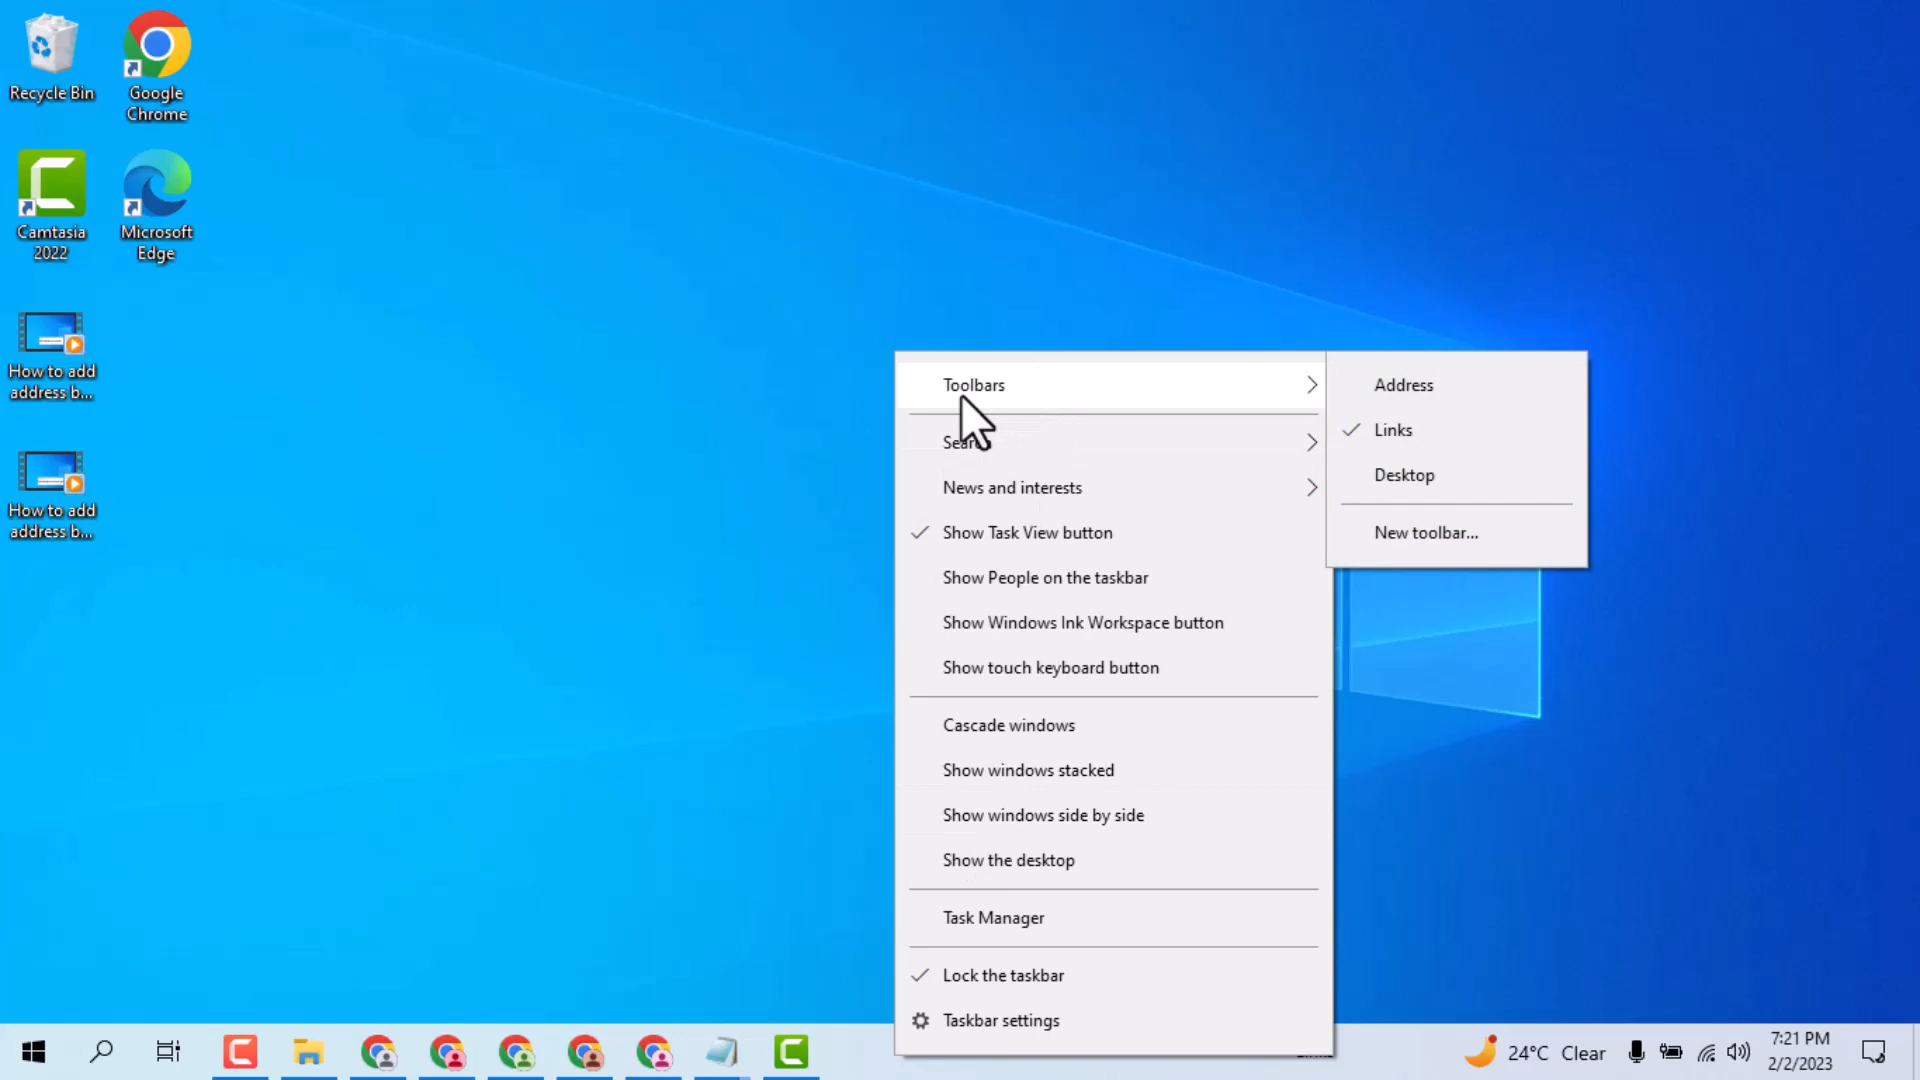 Recycle Bin
Google
Chrome
Camtasia
2022
Microsoft
Edge
How to add
address b...
How to add
address b...
Toolbars
Search
News and interests
Show Task View button
Show People on the taskbar
Show Windows Ink Workspace button
Show touch keyboard button
Cascade windows
Show windows stacked
Show windows side by side
Show the desktop
Task Manager
Lock the taskbar
Taskbar settings
Address
Links
Desktop
New toolbar...
24°C Clear
7:21 PM
2/2/2023